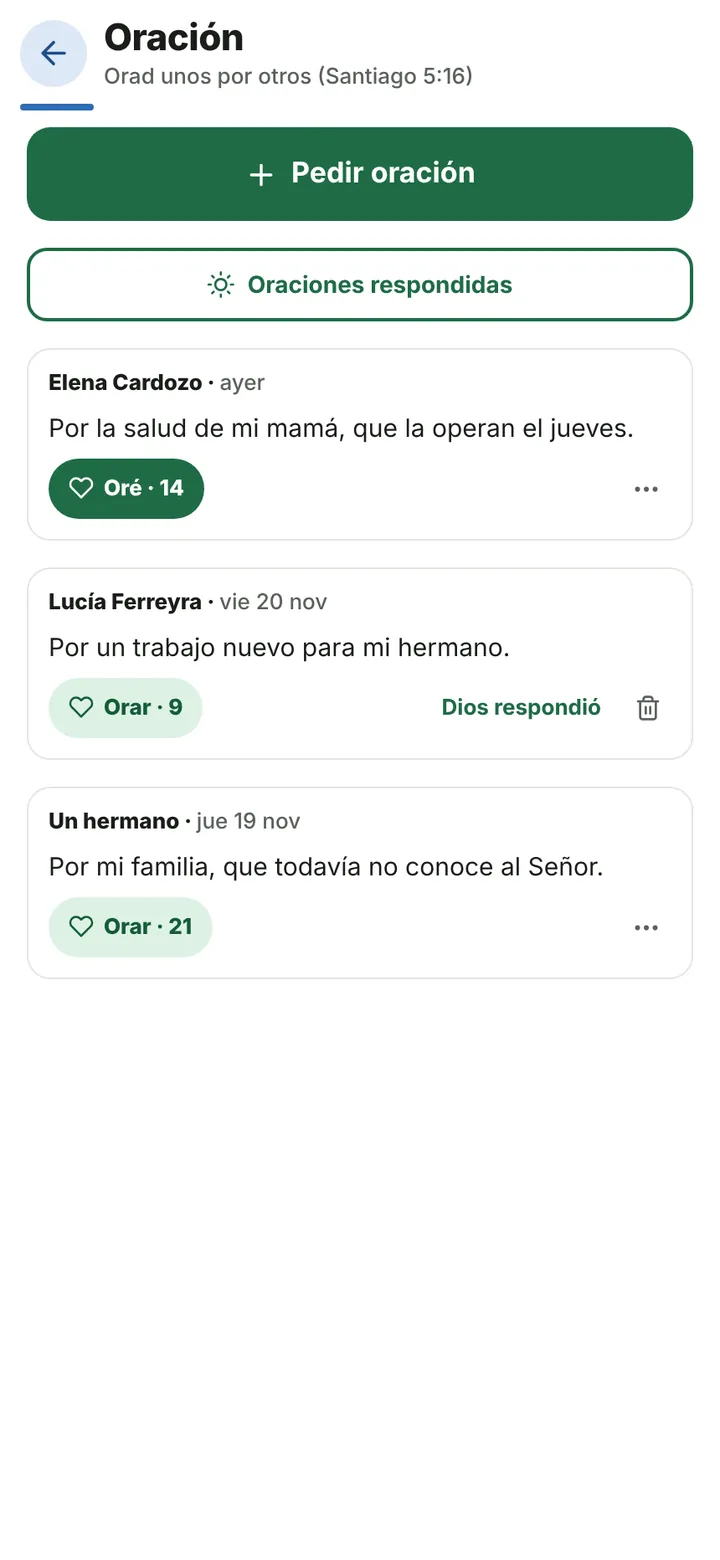 Oración
Orad unos por otros (Santiago 5:16)
+ Pedir oración
Oraciones respondidas
Elena Cardozo · ayer
Por la salud de mi mamá, que la operan el jueves.
Oré · 14
Lucía Ferreyra · vie 20 nov
Por un trabajo nuevo para mi hermano.
Orar · 9 Dios respondió
Un hermano · jue 19 nov
Por mi familia, que todavía no conoce al Señor.
Orar · 21